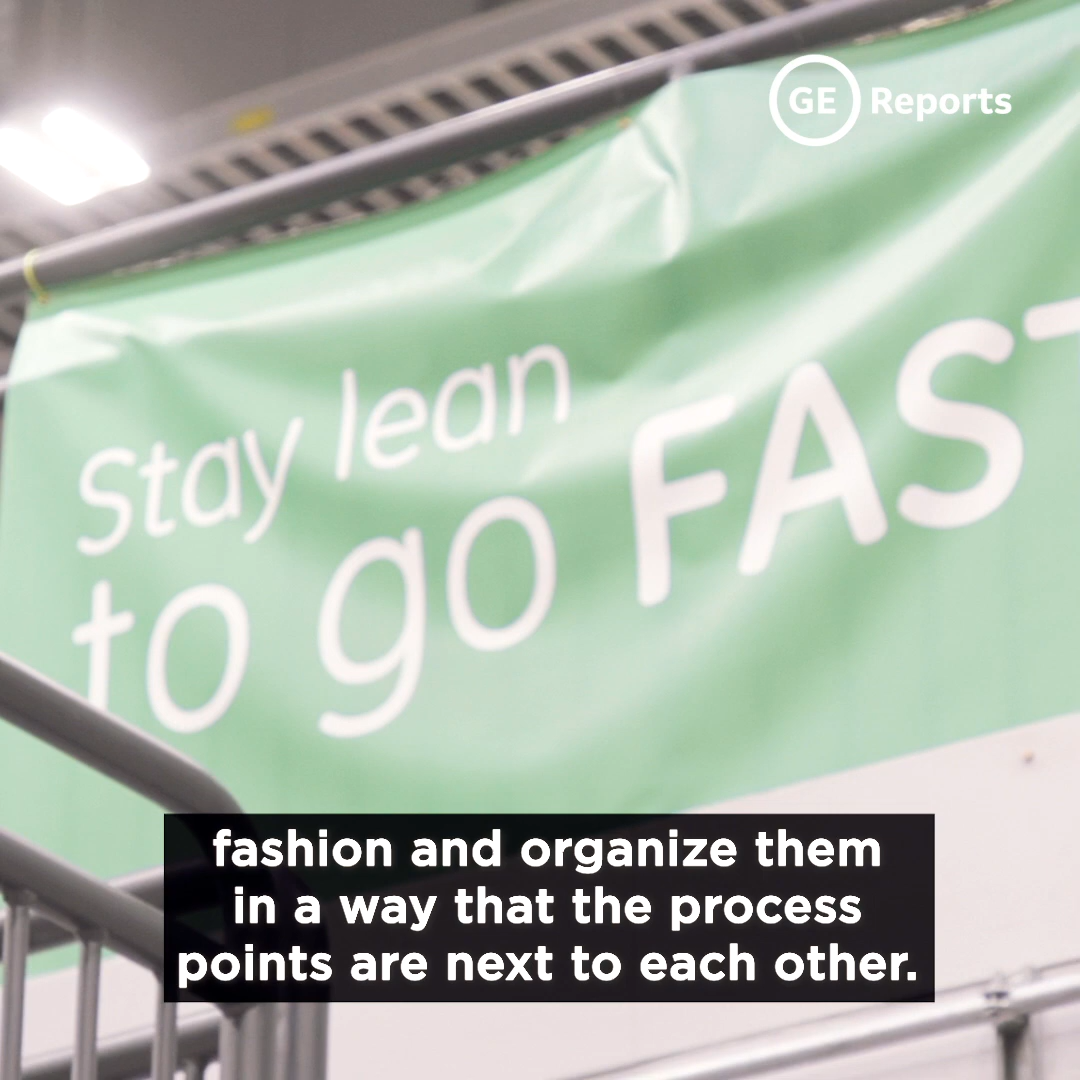 GE Reports
Stay lean
to go FAST
fashion and organize them
in a way that the process
points are next to each other.